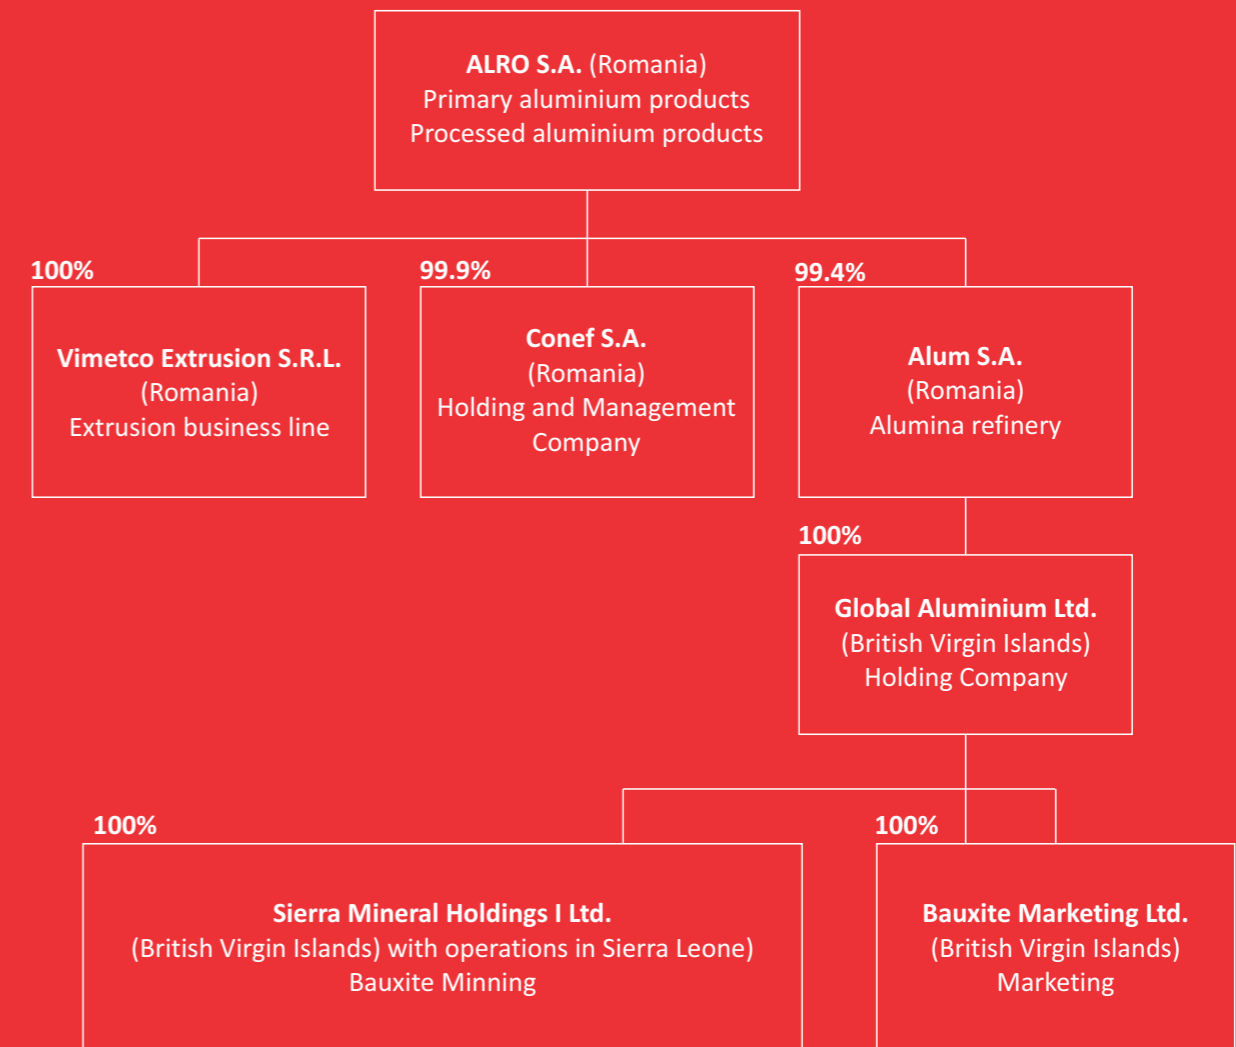 ALRO S.A. (Romania)
Primary aluminium products
Processed aluminium products
100%
Vimetco Extrusion S.R.L.
(Romania)
Extrusion business line
99.9%
Conef S.A.
(Romania)
Holding and Management
Company
99.4%
Alum S.A.
(Romania)
Alumina refinery
100%
Global Aluminium Ltd.
(British Virgin Islands)
Holding Company
100%
Sierra Mineral Holdings I Ltd.
(British Virgin Islands) with operations in Sierra Leone)
Bauxite Minning
100%
Bauxite Marketing Ltd.
(British Virgin Islands)
Marketing